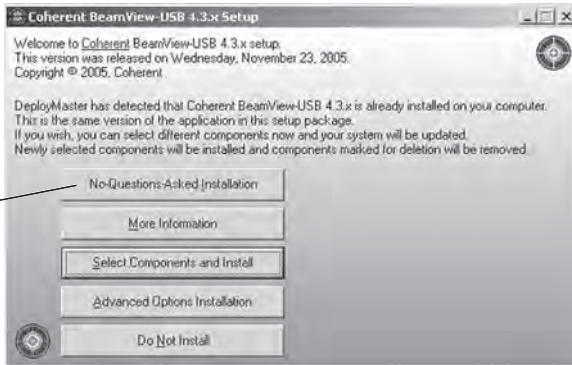 Coherent BeamView-USB 4.3.x Setup
Welcome to Coherent BeamView-USB 4.3.x setup.
This version was released on Wednesday, November 23, 2005.
Copyright © 2005, Coherent
DeployMaster has detected that Coherent BeamView-USB 4.3.x is already installed on your computer.
This is the same version of the application in this setup package.
If you wish, you can select different components now and your system will be updated.
Newly selected components will be installed and components marked for deletion will be removed.
No-Questions-Asked Installation
More Information
Select Components and Install
Advanced Options Installation
Do Not Install